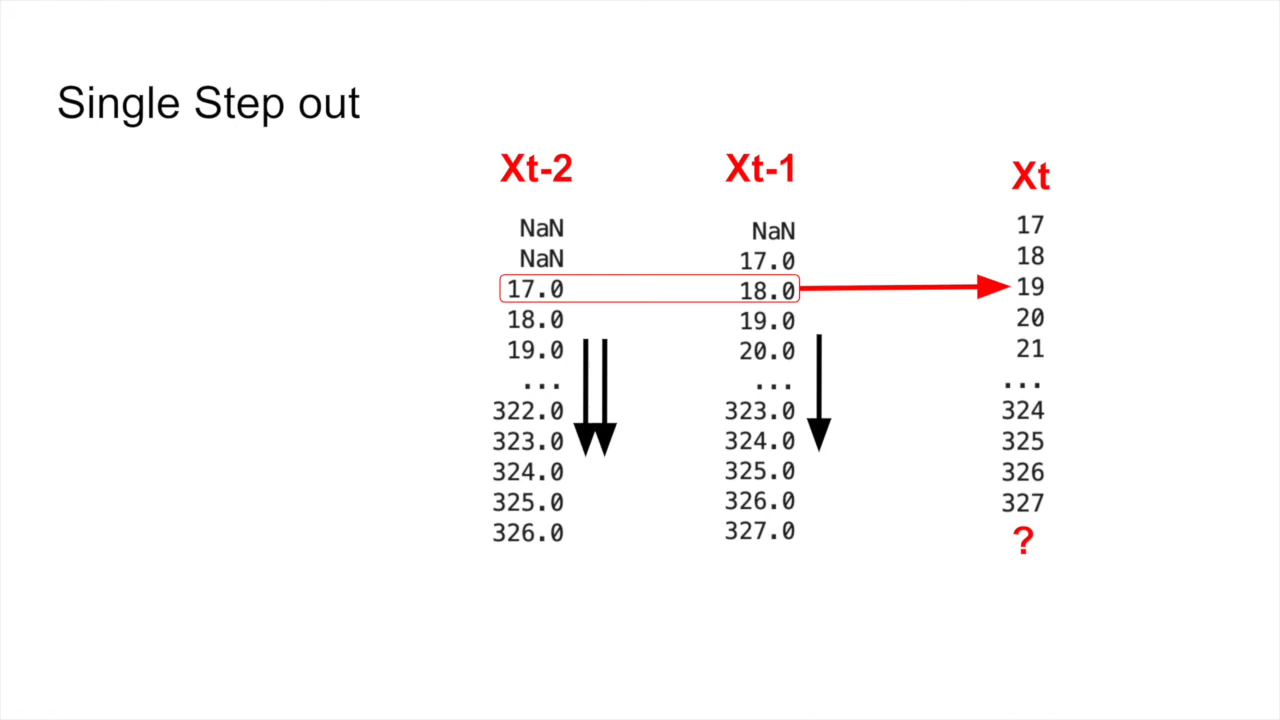 Single Step out
Xt-2 Xt-1 Xt
NaN NaN 17
NaN 17.0 18
17.0 18.0 19
18.0 19.0 20
19.0 20.0 21
... ... ...
322.0 323.0 324
323.0 324.0 325
324.0 325.0 326
325.0 326.0 327
326.0 327.0 ?